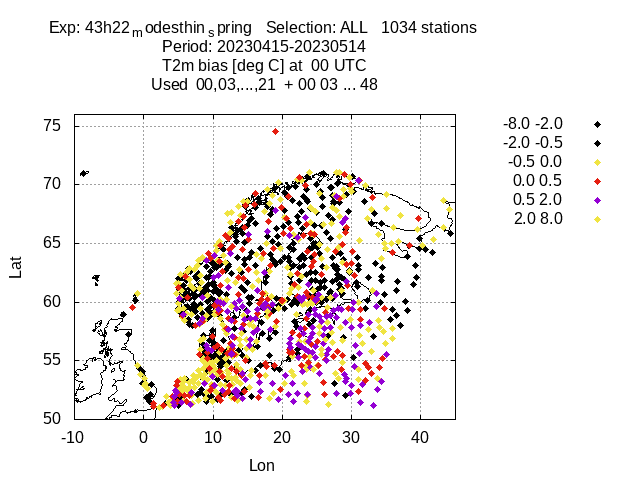 Exp: 43h22modesthinspring   Selection: ALL   1034 stations
Period: 20230415-20230514
T2m bias [deg C] at  00 UTC
Used  00,03,...,21  + 00 03 ... 48
-8.0 -2.0
-2.0 -0.5
-0.5 0.0
0.0 0.5
0.5 2.0
2.0 8.0
75
70
65
60
55
50
Lat
-10 0 10 20 30 40
Lon